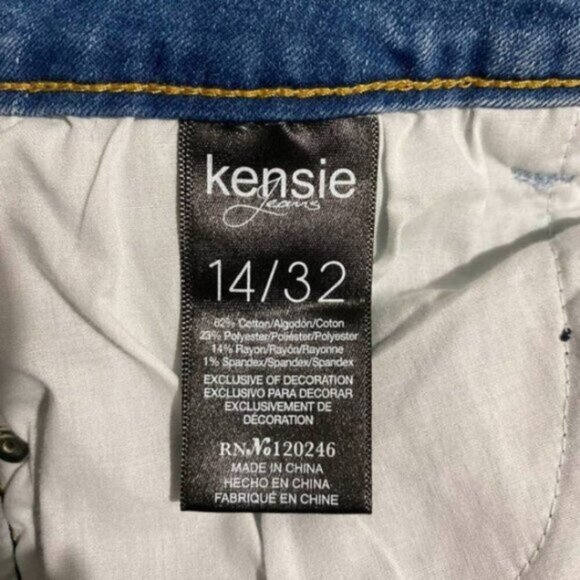 kensie
Jeans
14/32
62% Cotton/Algodón/Coton
23% Polyester/Poliéster/Polyester
14% Rayon/Rayón/Rayonne
1% Spandex/Spandex/Spandex
EXCLUSIVE OF DECORATION
EXCLUSIVO PARA DECORAR
EXCLUSIVEMENT DE
DÉCORATION
RN№120246
MADE IN CHINA
HECHO EN CHINA
FABRIQUÉ EN CHINE